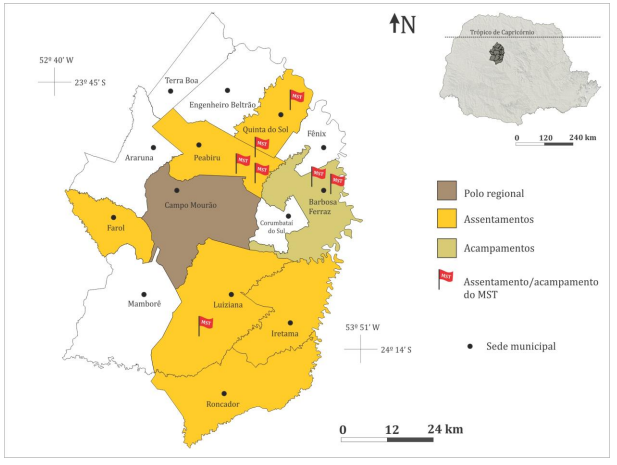 N
Trópico de Capricórnio
0 120 240 km
52º 40' W
23º 45' S
Terra Boa
Engenheiro Beltrão
MST
Quinta do Sol
Fênix
Araruna
Peabiru
MST
MST
MST
MST
MST
Campo Mourão
Barbosa
Ferraz
Corumbataí
do Sul
Farol
Mamborê
Luiziana
MST
Iretama
Roncador
53º 51' W
24º 14' S
Polo regional
Assentamentos
Acampamentos
MST
Assentamento/acampamento
do MST
Sede municipal
0 12 24 km